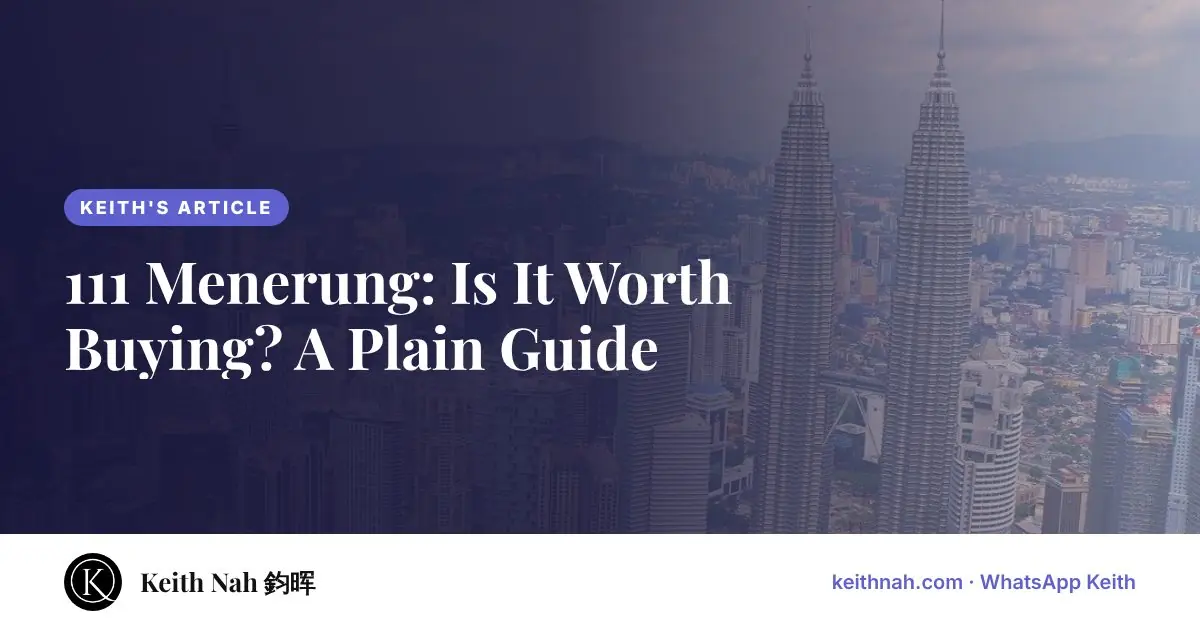 KEITH'S ARTICLE
111 Menerung: Is It Worth
Buying? A Plain Guide
K
Keith Nah 鈞晖
keithnah.com · WhatsApp Keith